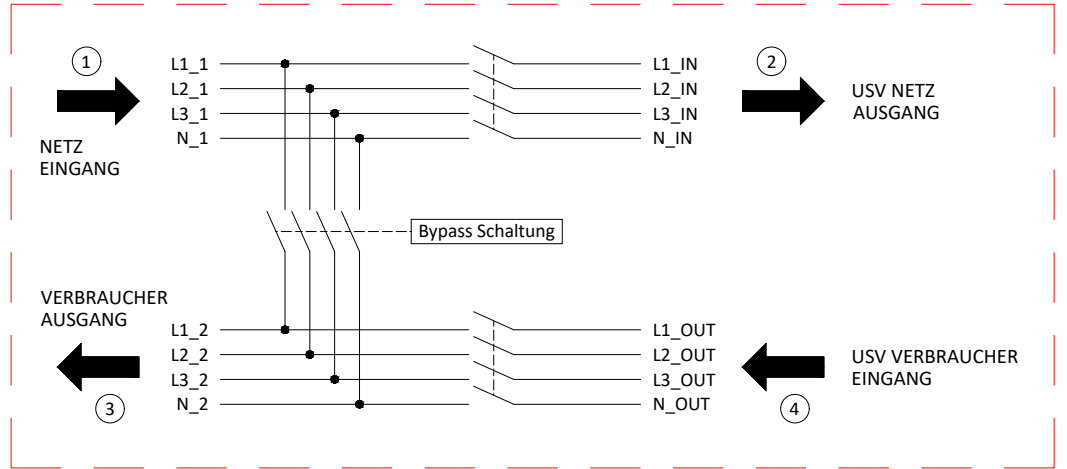 1
L1_1
L1_IN
2
L2_1
L2_IN
USV NETZ
AUSGANG
L3_1
L3_IN
N_1
N_IN
NETZ
EINGANG
Bypass Schaltung
VERBRAUCHER
AUSGANG
L1_2
L1_OUT
L2_2
L2_OUT
USV VERBRAUCHER
EINGANG
L3_2
L3_OUT
3
N_2
N_OUT
4